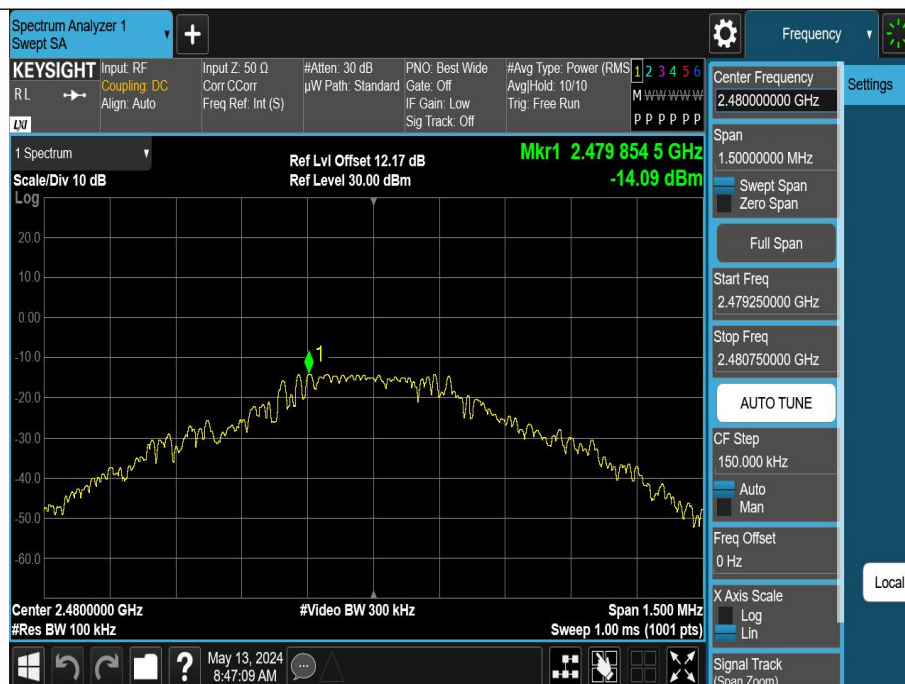 Spectrum Analyzer 1
Swept SA
Frequency
KEYSIGHT
RL
LXI
Input: RF
Coupling: DC
Align: Auto
Input Z: 50 Ω
Corr CCorr
Freq Ref: Int (S)
#Atten: 30 dB
µW Path: Standard
PNO: Best Wide
Gate: Off
IF Gain: Low
Sig Track: Off
#Avg Type: Power (RMS
Avg|Hold: 10/10
Trig: Free Run
1 2 3 4 5 6
M W W W W W
P P P P P P
1 Spectrum
Scale/Div 10 dB
Log
Ref Lvl Offset 12.17 dB
Ref Level 30.00 dBm
Mkr1 2.479 854 5 GHz
-14.09 dBm
20.0
10.0
0.00
-10.0
-20.0
-30.0
-40.0
-50.0
-60.0
1
Center 2.4800000 GHz
#Res BW 100 kHz
#Video BW 300 kHz
Span 1.500 MHz
Sweep 1.00 ms (1001 pts)
?
May 13, 2024
8:47:09 AM
Center Frequency
2.480000000 GHz
Span
1.50000000 MHz
Swept Span
Zero Span
Full Span
Start Freq
2.479250000 GHz
Stop Freq
2.480750000 GHz
AUTO TUNE
CF Step
150.000 kHz
Auto
Man
Freq Offset
0 Hz
X Axis Scale
Log
Lin
Signal Track
(Span Zoom)
Settings
Local